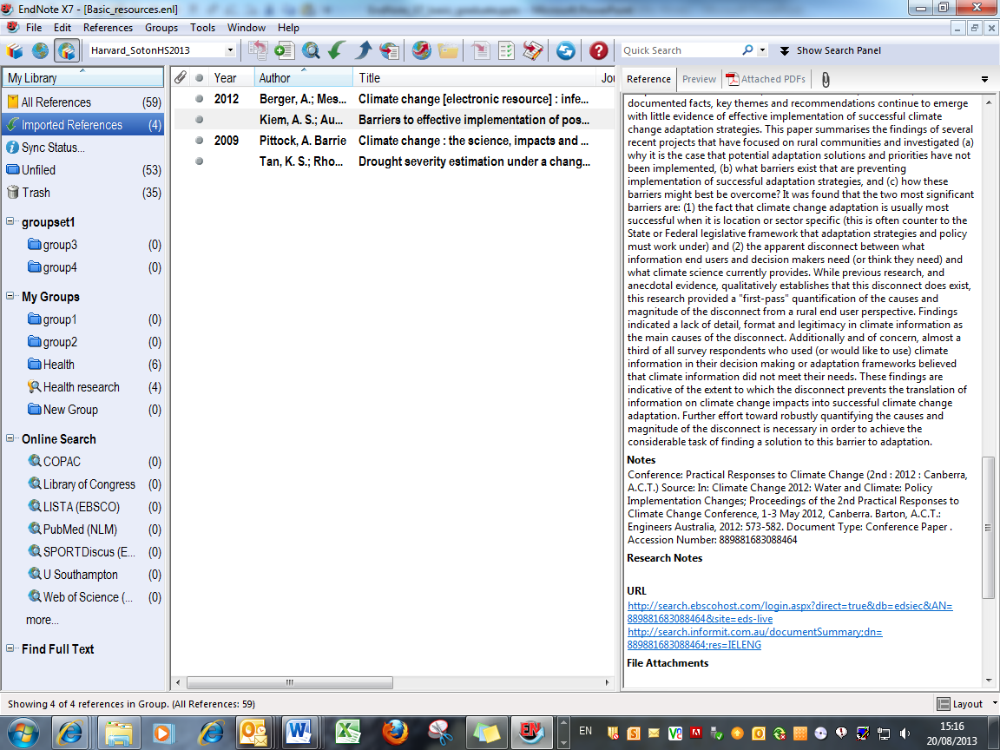 EndNote X7 - [Basic_resources.enl]
File Edit References Groups Tools Window Help
Harvard_SotonHS2013
Quick Search
Show Search Panel
My Library
All References (59)
Imported References (4)
Sync Status...
Unfiled (53)
Trash (35)
groupset1
group3 (0)
group4 (0)
My Groups
group1 (0)
group2 (0)
Health (6)
Health research (4)
New Group (0)
Online Search
COPAC (0)
Library of Congress (0)
LISTA (EBSCO) (0)
PubMed (NLM) (0)
SPORTDiscus (E... (0)
U Southampton (0)
Web of Science (... (0)
more...
Find Full Text
Year Author Title Jou
2012 Berger, A.; Mes... Climate change [electronic resource] : infe...
Kiem, A. S.; Au... Barriers to effective implementation of pos...
2009 Pittock, A. Barrie Climate change : the science, impacts and ...
Tan, K. S.; Rho... Drought severity estimation under a chang...
Reference Preview Attached PDFs
documented facts, key themes and recommendations continue to emerge
with little evidence of effective implementation of successful climate
change adaptation strategies. This paper summarises the findings of several
recent projects that have focused on rural communities and investigated (a)
why it is the case that potential adaptation solutions and priorities have not
been implemented, (b) what barriers exist that are preventing
implementation of successful adaptation strategies, and (c) how these
barriers might best be overcome? It was found that the two most significant
barriers are: (1) the fact that climate change adaptation is usually most
successful when it is location or sector specific (this is often counter to the
State or Federal legislative framework that adaptation strategies and policy
must work under) and (2) the apparent disconnect between what
information end users and decision makers need (or think they need) and
what climate science currently provides. While previous research, and
anecdotal evidence, qualitatively establishes that this disconnect does exist,
this research provided a "first-pass" quantification of the causes and
magnitude of the disconnect from a rural end user perspective. Findings
indicated a lack of detail, format and legitimacy in climate information as
the main causes of the disconnect. Additionally and of concern, almost a
third of all survey respondents who used (or would like to use) climate
information in their decision making or adaptation frameworks believed
that climate information did not meet their needs. These findings are
indicative of the extent to which the disconnect prevents the translation of
information on climate change impacts into successful climate change
adaptation. Further effort toward robustly quantifying the causes and
magnitude of the disconnect is necessary in order to achieve the
considerable task of finding a solution to this barrier to adaptation.
Notes
Conference: Practical Responses to Climate Change (2nd : 2012 : Canberra,
A.C.T.) Source: In: Climate Change 2012: Water and Climate: Policy
Implementation Changes; Proceedings of the 2nd Practical Responses to
Climate Change Conference, 1-3 May 2012, Canberra. Barton, A.C.T.:
Engineers Australia, 2012: 573-582. Document Type: Conference Paper .
Accession Number: 889881683088464
Research Notes
URL
http://search.ebscohost.com/login.aspx?direct=true&db=edsiec&AN=
889881683088464&site=eds-live
http://search.informit.com.au/documentSummary;dn=
889881683088464;res=IELENG
File Attachments
Showing 4 of 4 references in Group. (All References: 59)
Layout
EN
15:16
20/08/2013